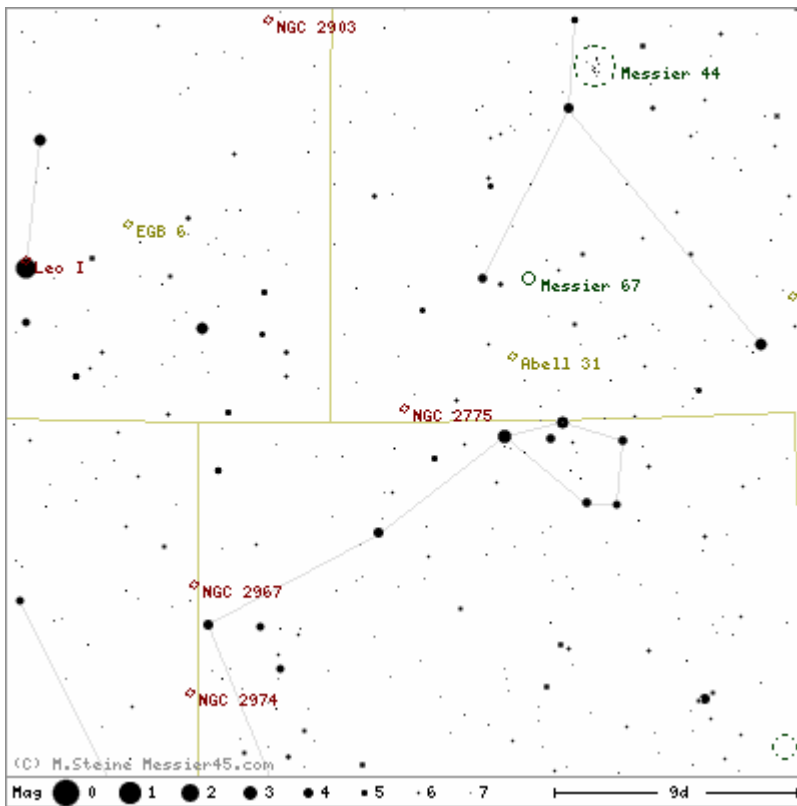 NGC 2903
Messier 44
EGB 6
Leo I
Messier 67
Abell 31
NGC 2775
NGC 2967
NGC 2974
(C) M.Steine Messier45.com
Mag 0 1 2 3 4 5 6 7 9d